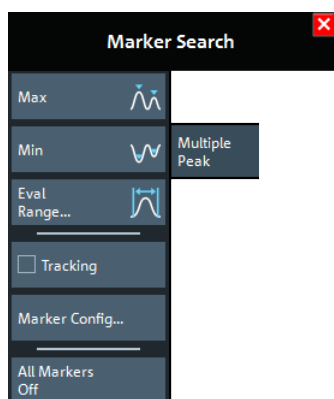 Marker Search
Max
Min
Multiple
Peak
Eval
Range...
Tracking
Marker Config...
All Markers
Off